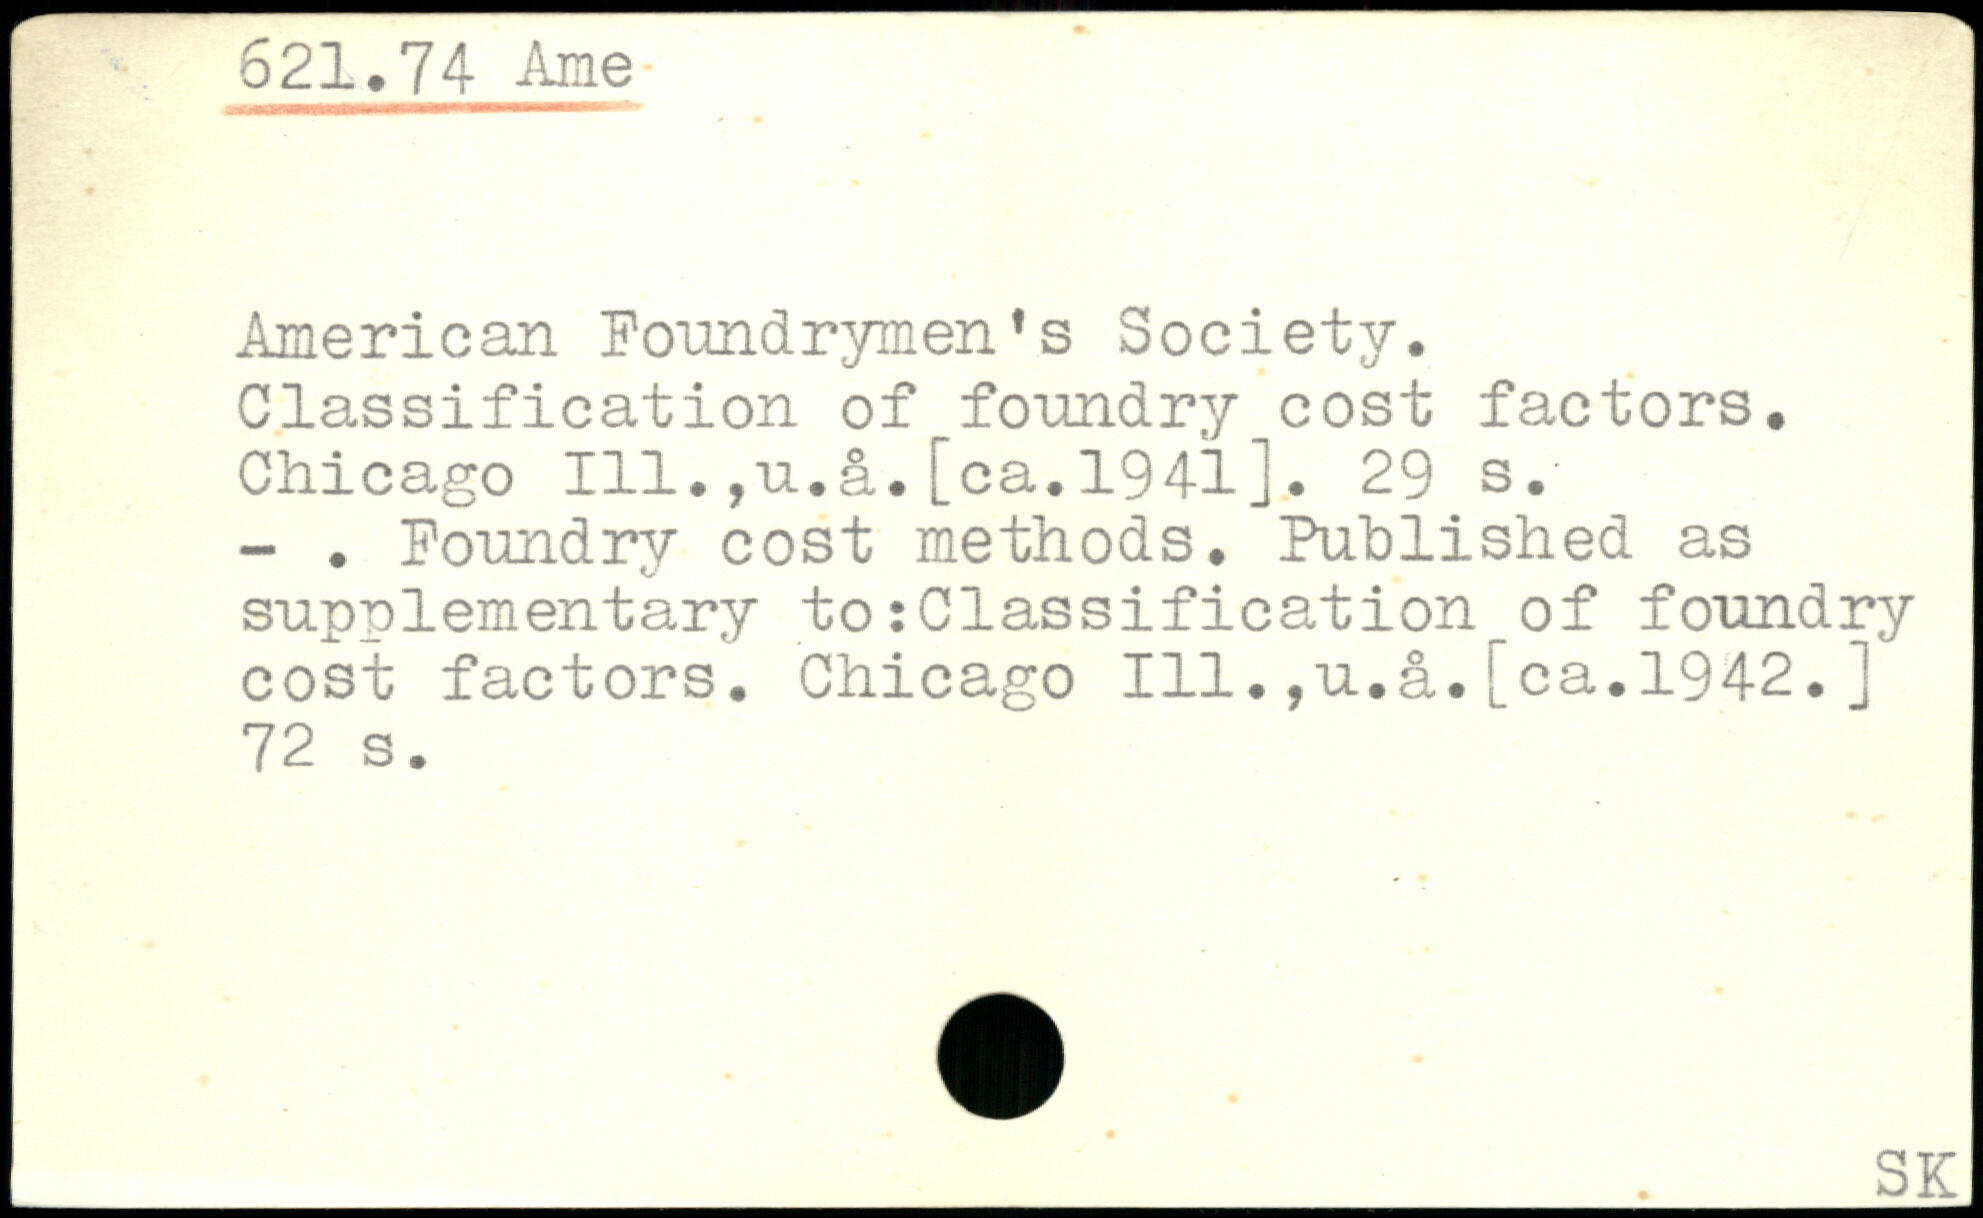 621.74 Ame
American Foundrymen's Society.
Classification of foundry cost factors.
Chicago Ill.,u.å.[ca.1941]. 29 s.
- . Foundry cost methods. Published as
supplementary to:Classification of foundry
cost factors. Chicago Ill.,u.å.[ca.1942.]
72 s.
SK